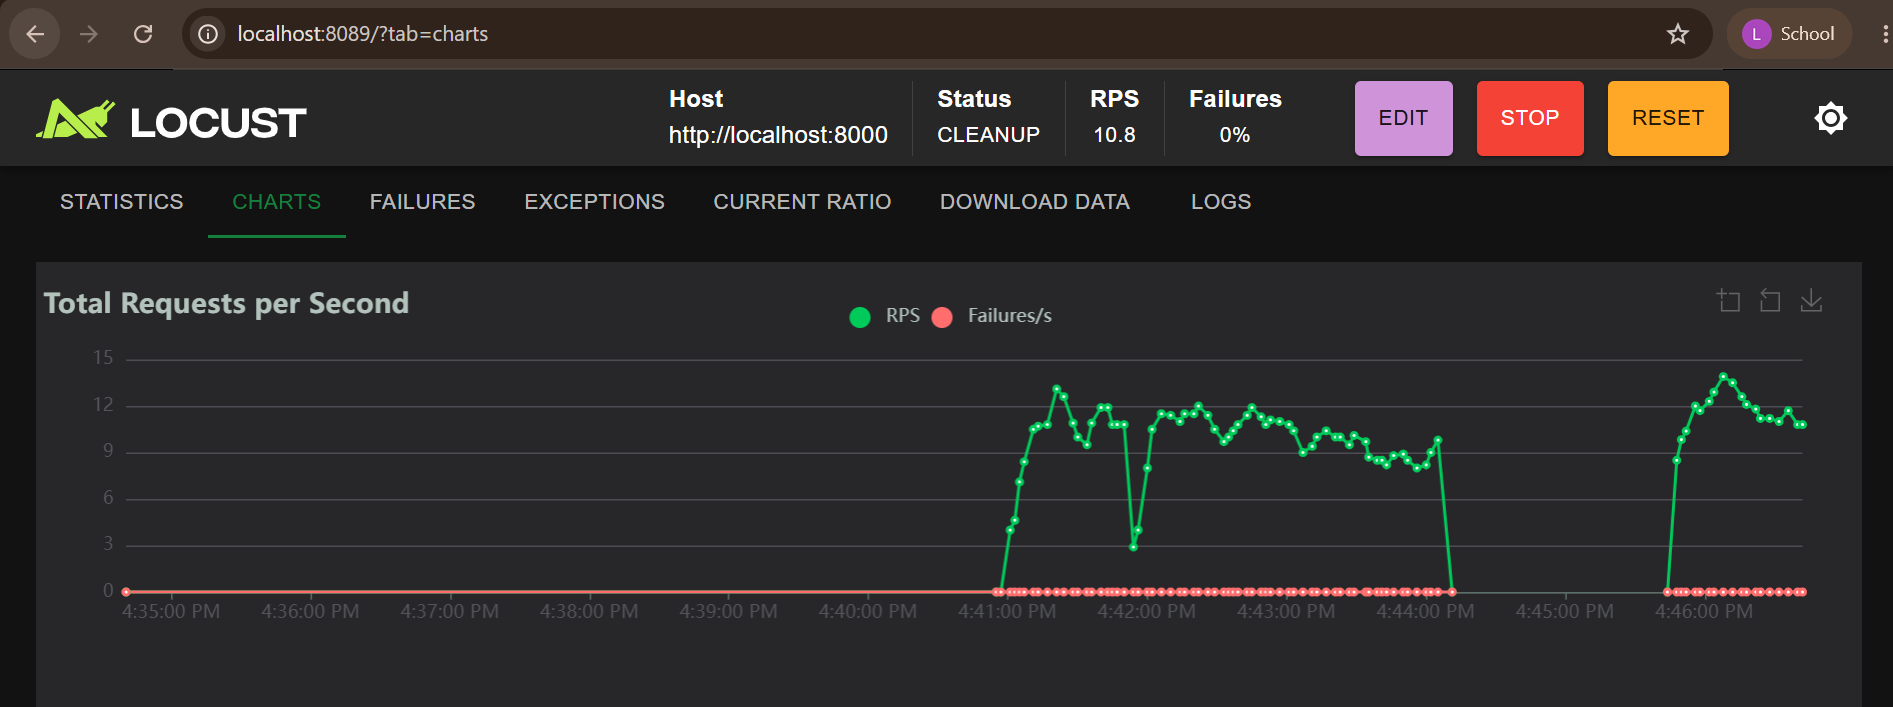 localhost:8089/?tab=charts
L School
LOCUST
Host
http://localhost:8000
Status
CLEANUP
RPS
10.8
Failures
0%
EDIT
STOP
RESET
STATISTICS CHARTS FAILURES EXCEPTIONS CURRENT RATIO DOWNLOAD DATA LOGS
Total Requests per Second
RPS Failures/s
15
12
9
6
3
0
4:35:00 PM 4:36:00 PM 4:37:00 PM 4:38:00 PM 4:39:00 PM 4:40:00 PM 4:41:00 PM 4:42:00 PM 4:43:00 PM 4:44:00 PM 4:45:00 PM 4:46:00 PM